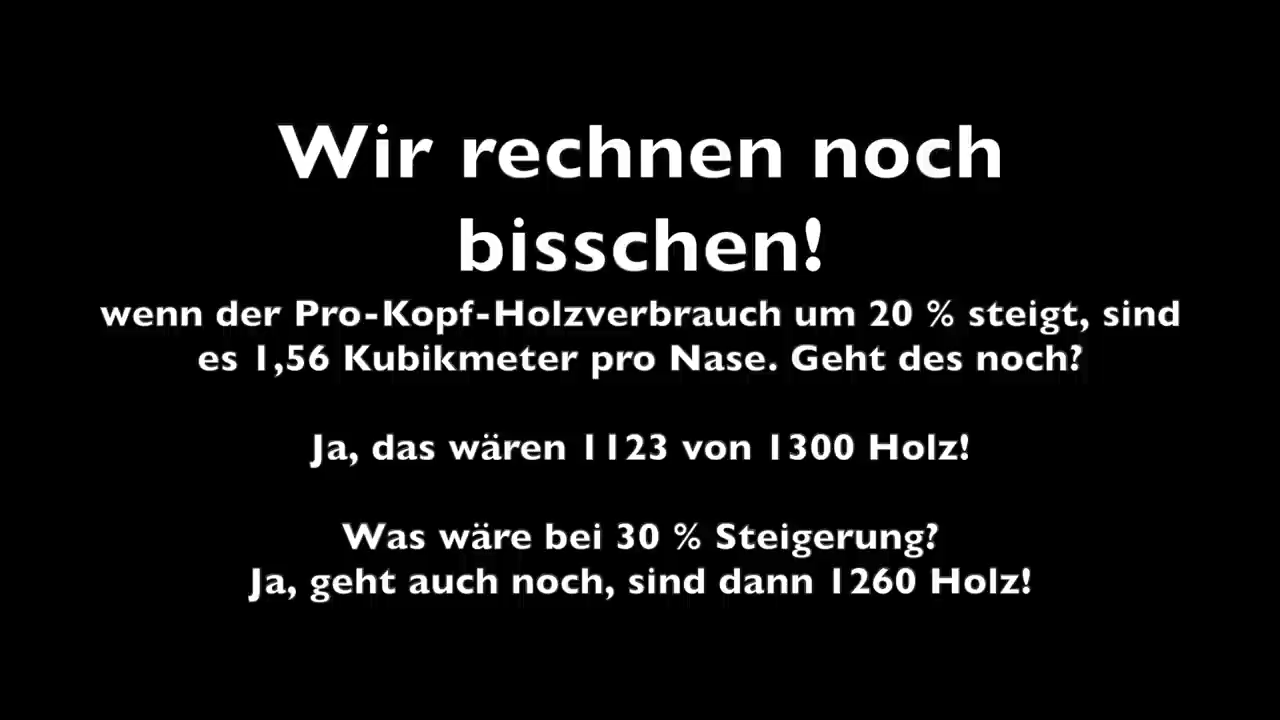 Wir rechnen noch
bisschen!
wenn der Pro-Kopf-Holzverbrauch um 20 % steigt, sind
es 1,56 Kubikmeter pro Nase. Geht des noch?
Ja, das wären 1123 von 1300 Holz!
Was wäre bei 30 % Steigerung?
Ja, geht auch noch, sind dann 1260 Holz!